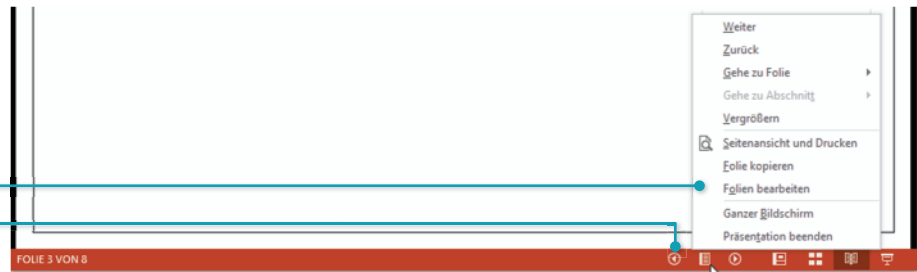 Weiter
Zurück
Gehe zu Folie
Gehe zu Abschnitt
Vergrößern
Seitenansicht und Drucken
Folie kopieren
Folien bearbeiten
Ganzer Bildschirm
Präsentation beenden
FOLIE 3 VON 8